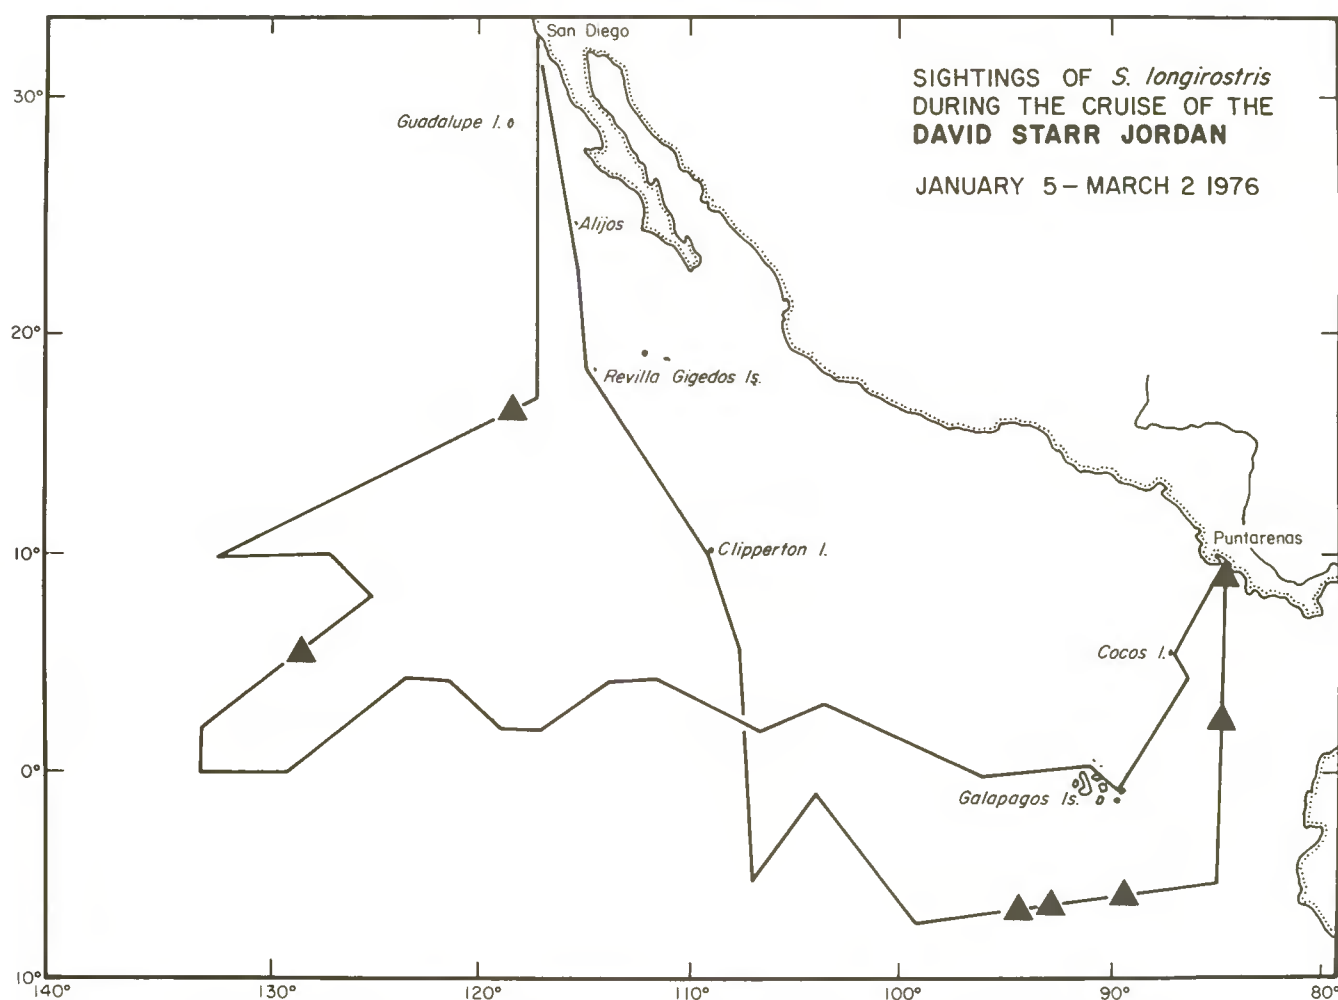 San Diego
SIGHTINGS OF S. longirostris
DURING THE CRUISE OF THE
DAVID STARR JORDAN
JANUARY 5 – MARCH 2 1976
30°
Guadalupe I.
Alijos
20°
Revilla Gigedos Is.
10°
Clipperton I.
Puntarenas
Cocos I.
0°
Galapagos Is.
10°
140°
130°
120°
110°
100°
90°
80°